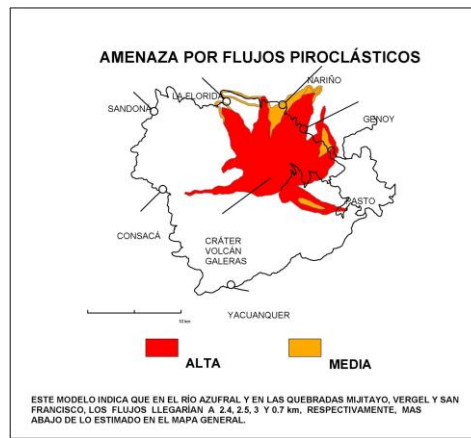 AMENAZA POR FLUJOS PIROCLÁSTICOS
NARIÑO
LA FLORIDA
SANDONA
GENOY
PASTO
CONSACÁ
CRÁTER
VOLCÁN
GALERAS
10 km
YACUANQUER
ALTA
MEDIA
ESTE MODELO INDICA QUE EN EL RÍO AZUFRAL Y EN LAS QUEBRADAS MIJITAYO, VERGEL Y SAN
FRANCISCO, LOS FLUJOS LLEGARÍAN A 2.4, 2.5, 3 Y 0.7 km, RESPECTIVAMENTE, MAS
ABAJO DE LO ESTIMADO EN EL MAPA GENERAL.